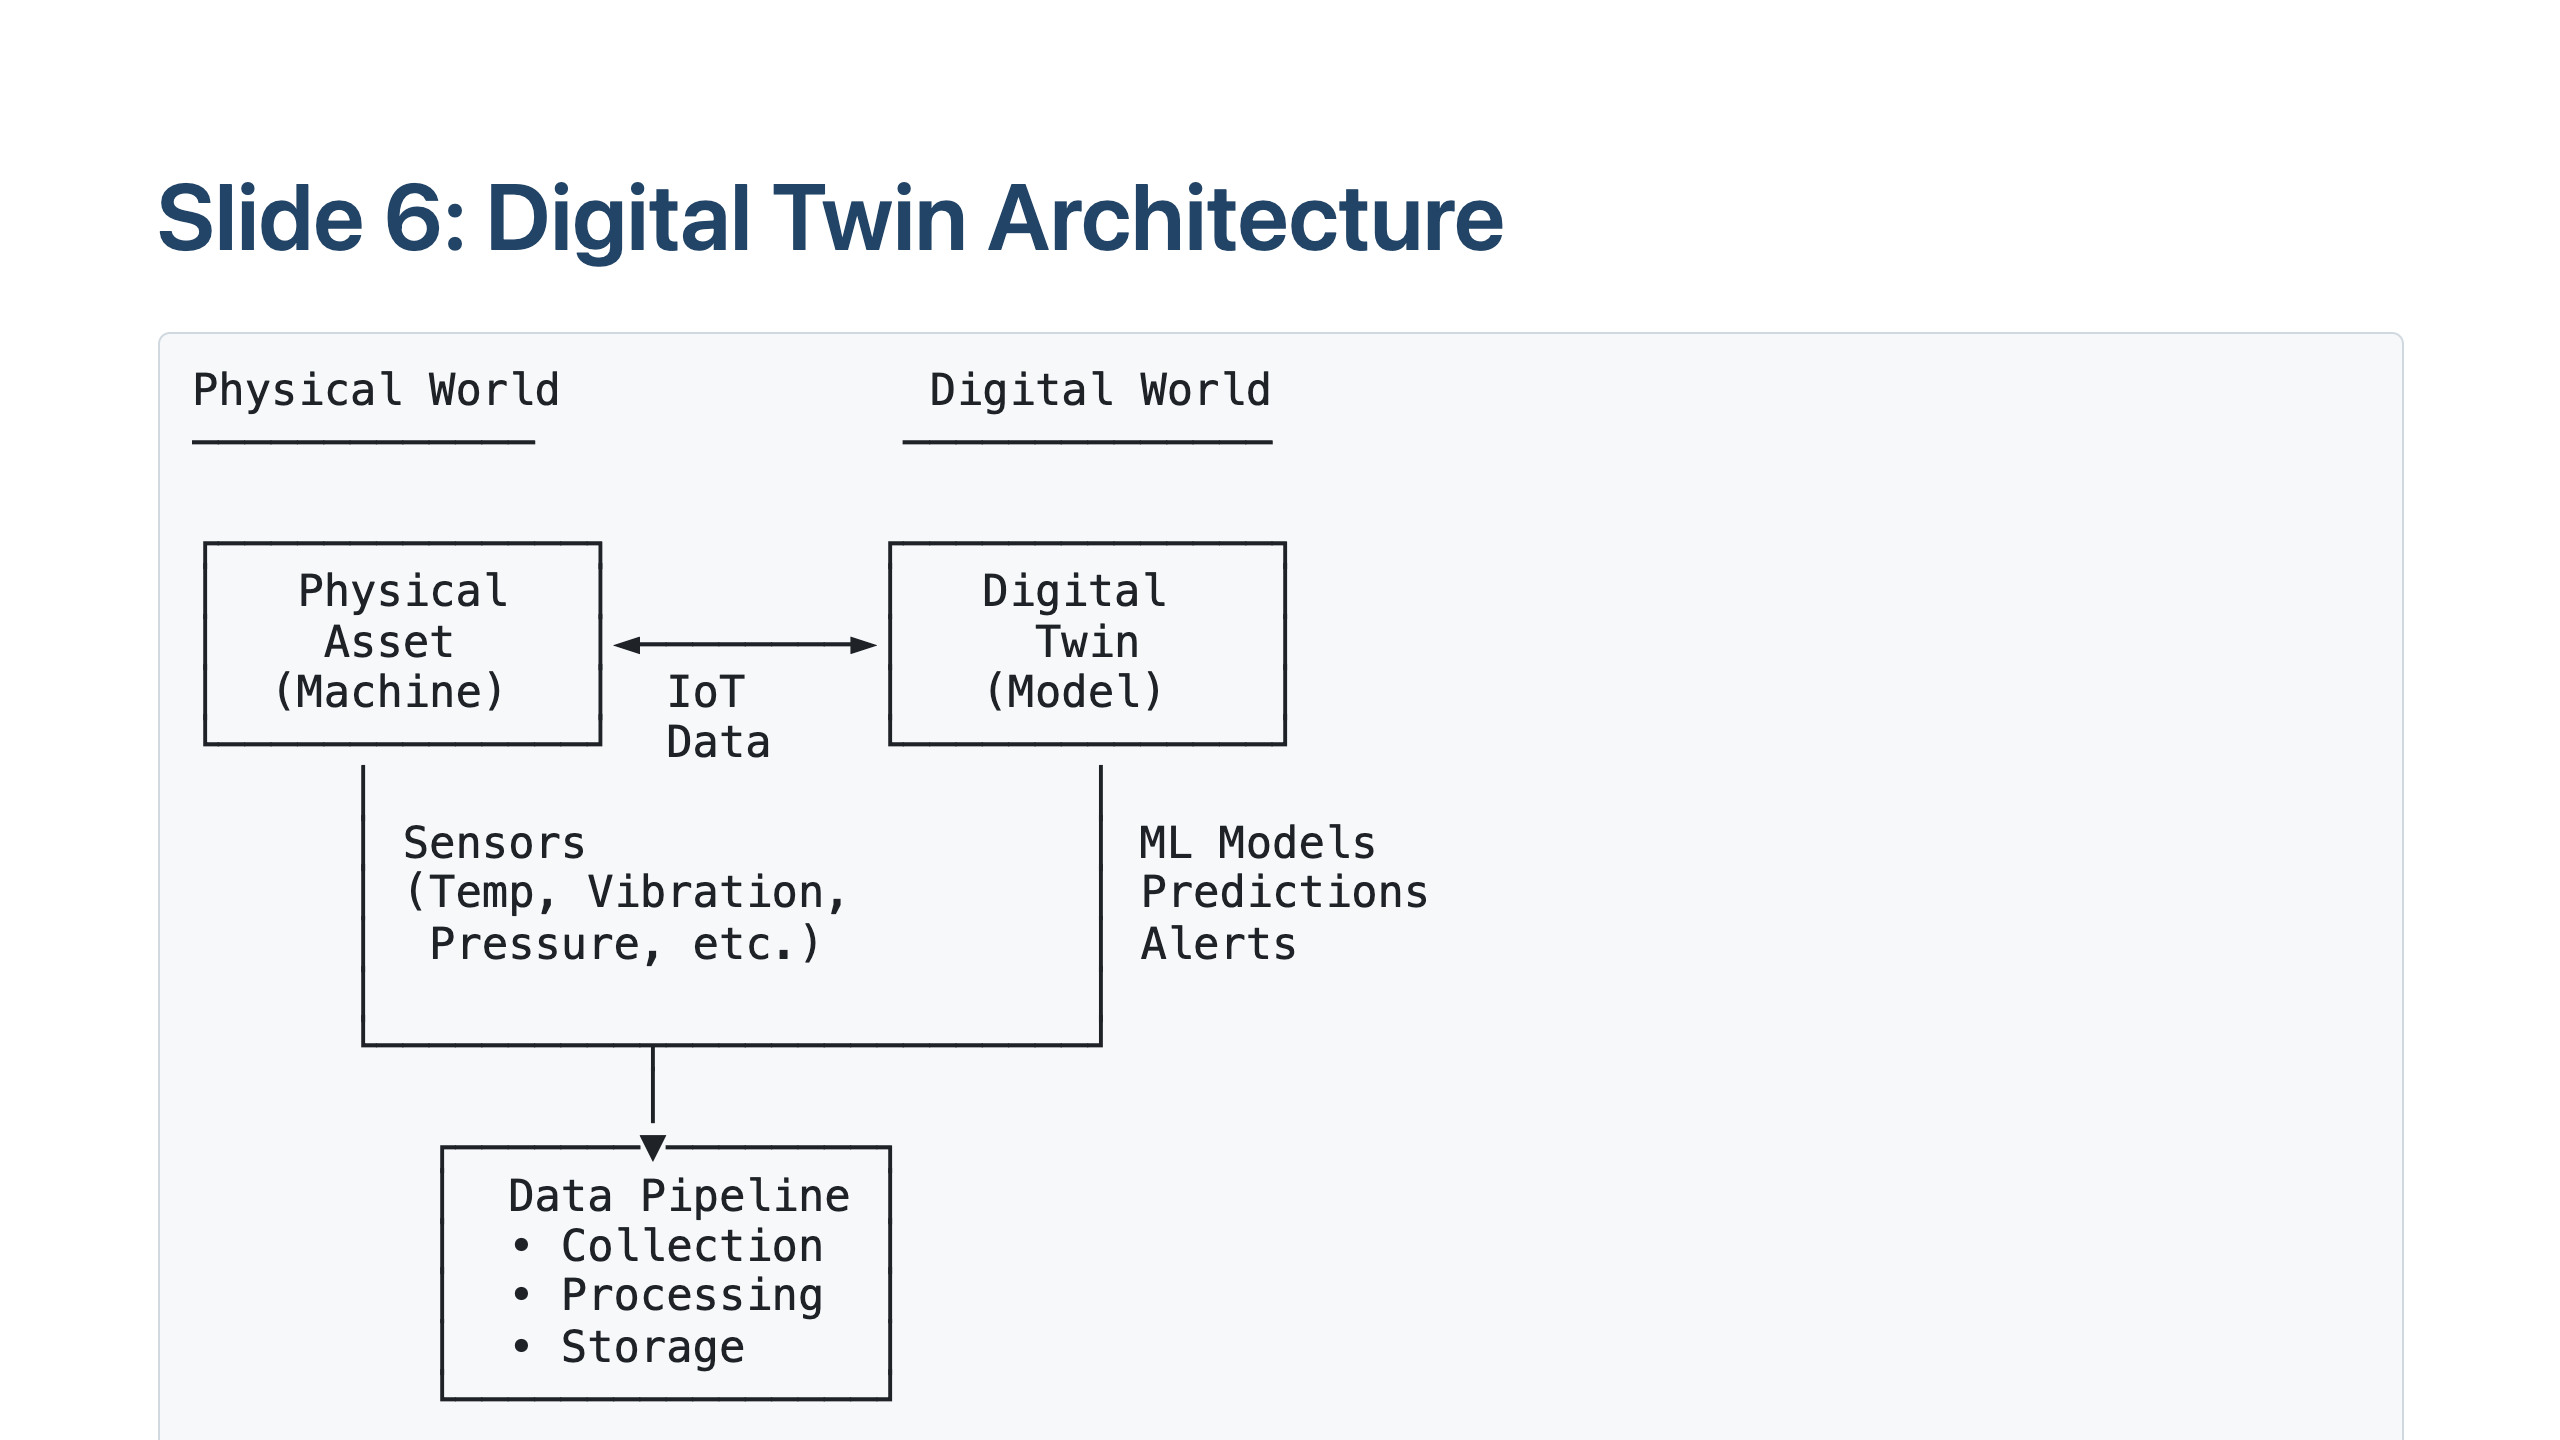 Slide 6: Digital Twin Architecture
Physical World
Digital World
Physical
Asset
(Machine)
IoT
Data
Digital
Twin
(Model)
Sensors
(Temp, Vibration,
Pressure, etc.)
ML Models
Predictions
Alerts
Data Pipeline
• Collection
• Processing
• Storage